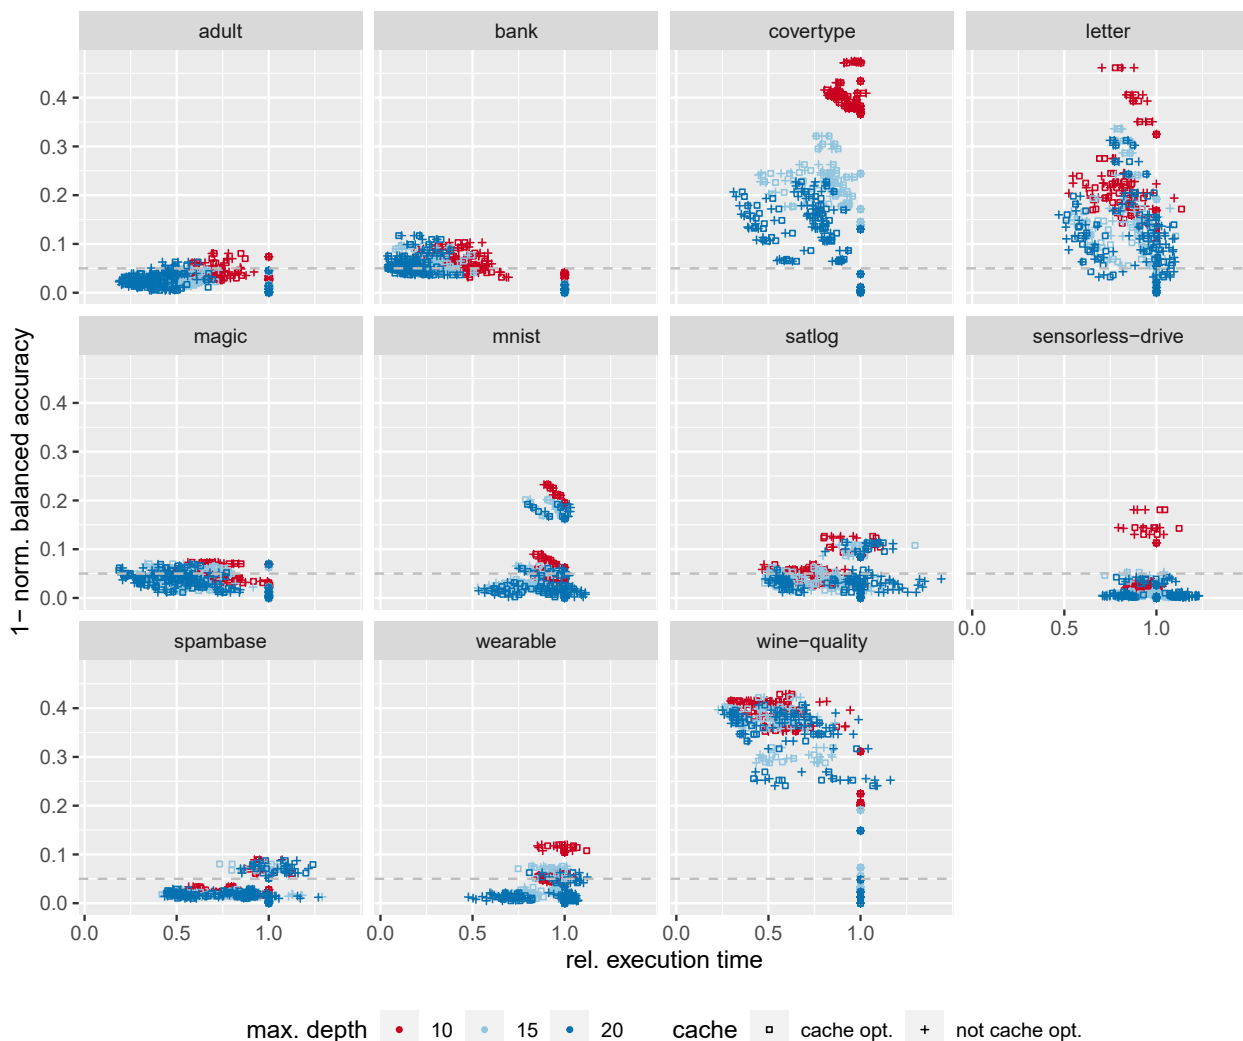 adult bank covertype letter
0.4
0.3
0.2
0.1
0.0
magic mnist satlog sensorless−drive
0.4
0.3
0.2
0.1
0.0
0.0 0.5 1.0
spambase wearable wine−quality
0.4
0.3
0.2
0.1
0.0
0.0 0.5 1.0 0.0 0.5 1.0 0.0 0.5 1.0
1− norm. balanced accuracy
rel. execution time
max. depth 10 15 20 cache cache opt. not cache opt.